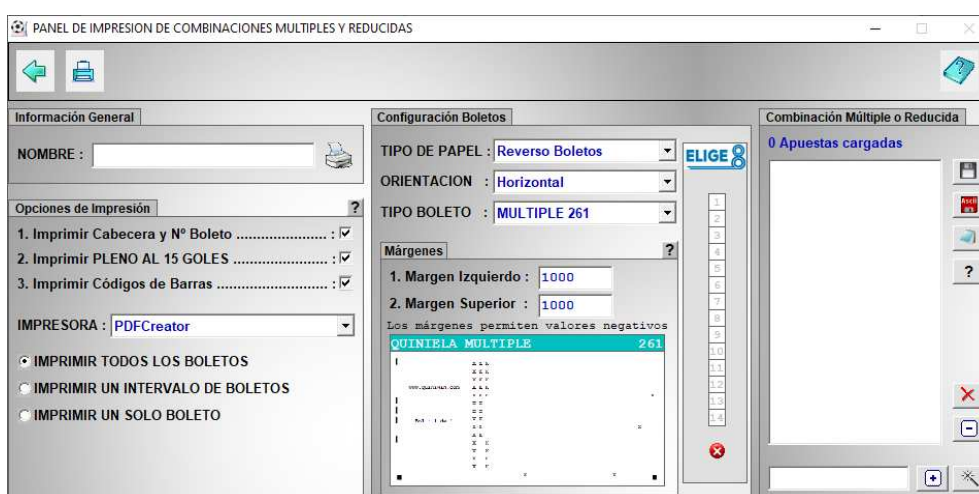 PANEL DE IMPRESION DE COMBINACIONES MULTIPLES Y REDUCIDAS
Información General
NOMBRE :
Opciones de Impresión ?
1. Imprimir Cabecera y Nº Boleto ...................... :
2. Imprimir PLENO AL 15 GOLES ....................... :
3. Imprimir Códigos de Barras ........................... :
IMPRESORA : PDFCreator
IMPRIMIR TODOS LOS BOLETOS
IMPRIMIR UN INTERVALO DE BOLETOS
IMPRIMIR UN SOLO BOLETO
Configuración Boletos
TIPO DE PAPEL : Reverso Boletos
ORIENTACION : Horizontal
TIPO BOLETO : MULTIPLE 261
Márgenes ?
1. Margen Izquierdo : 1000
2. Margen Superior : 1000
Los márgenes permiten valores negativos
QUINIELA MULTIPLE 261
ELIGE 8
1
2
3
4
5
6
7
8
9
10
11
12
13
14
Combinación Múltiple o Reducida
0 Apuestas cargadas
Ascii
?